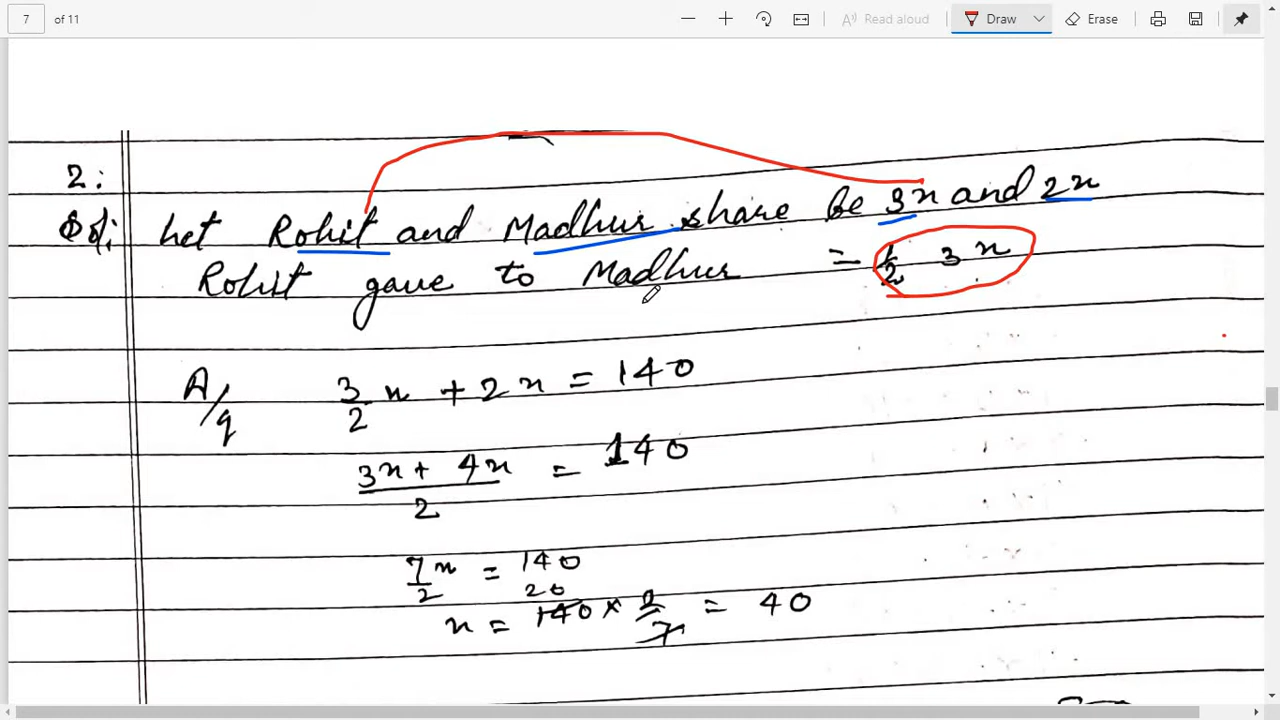 7 of 11 Read aloud Draw Erase
2:
Sol: Let Rohit and Madhur share be 3x and 2x
Rohit gave to Madhur = 1/2 3x
A/q 3/2 x + 2x = 140
3x + 4x / 2 = 140
7/2 x = 140
20
x = 140 × 2/7 = 40